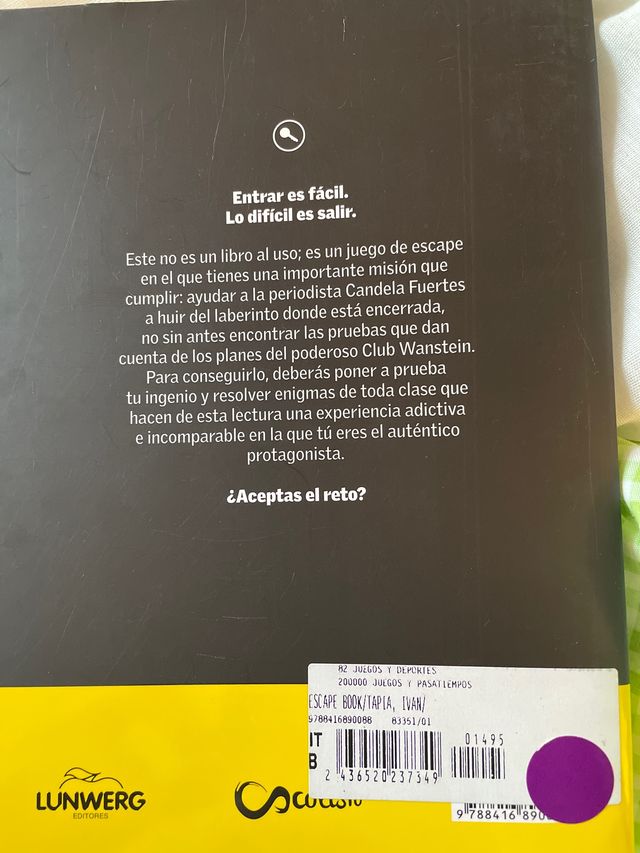 Entrar es fácil.
Lo difícil es salir.
Este no es un libro al uso; es un juego de escape
en el que tienes una importante misión que
cumplir: ayudar a la periodista Candela Fuertes
a huir del laberinto donde está encerrada,
no sin antes encontrar las pruebas que dan
cuenta de los planes del poderoso Club Wanstein.
Para conseguirlo, deberás poner a prueba
tu ingenio y resolver enigmas de toda clase que
hacen de esta lectura una experiencia adictiva
e incomparable en la que tú eres el auténtico
protagonista.
¿Aceptas el reto?
82 JUEGOS Y DEPORTES
200000 JUEGOS Y PASATIEMPOS
ESCAPE BOOK/TAPIA, IVAN/
9788416890088 83351/01
IT
B
01495
2 436520 237349
LUNWERG
EDITORES
9 788416 890